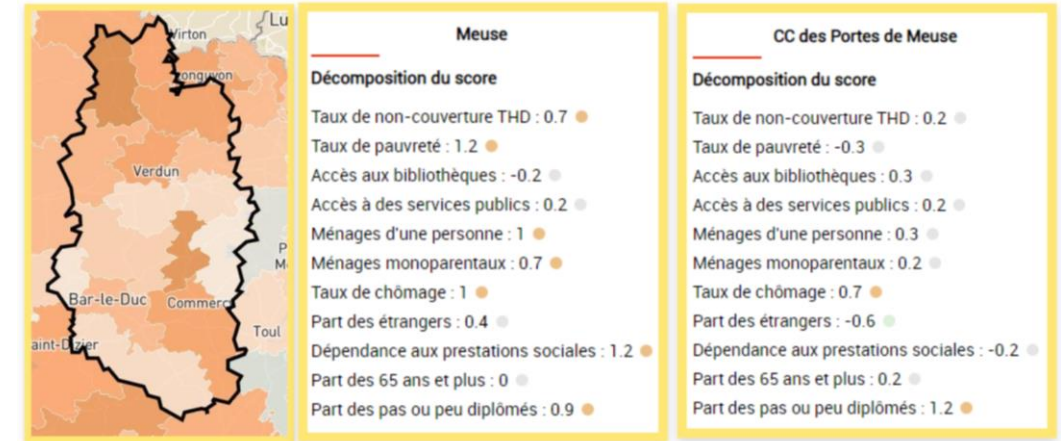 Lu
Virton
onguyon
Verdun
P
M
Bar-le-Duc
Commerc
Toul
aint-Dizier
Meuse
Décomposition du score
Taux de non-couverture THD : 0.7
Taux de pauvreté : 1.2
Accès aux bibliothèques : -0.2
Accès à des services publics : 0.2
Ménages d'une personne : 1
Ménages monoparentaux : 0.7
Taux de chômage : 1
Part des étrangers : 0.4
Dépendance aux prestations sociales : 1.2
Part des 65 ans et plus : 0
Part des pas ou peu diplômés : 0.9
CC des Portes de Meuse
Décomposition du score
Taux de non-couverture THD : 0.2
Taux de pauvreté : -0.3
Accès aux bibliothèques : 0.3
Accès à des services publics : 0.2
Ménages d'une personne : 0.3
Ménages monoparentaux : 0.2
Taux de chômage : 0.7
Part des étrangers : -0.6
Dépendance aux prestations sociales : -0.2
Part des 65 ans et plus : 0.2
Part des pas ou peu diplômés : 1.2